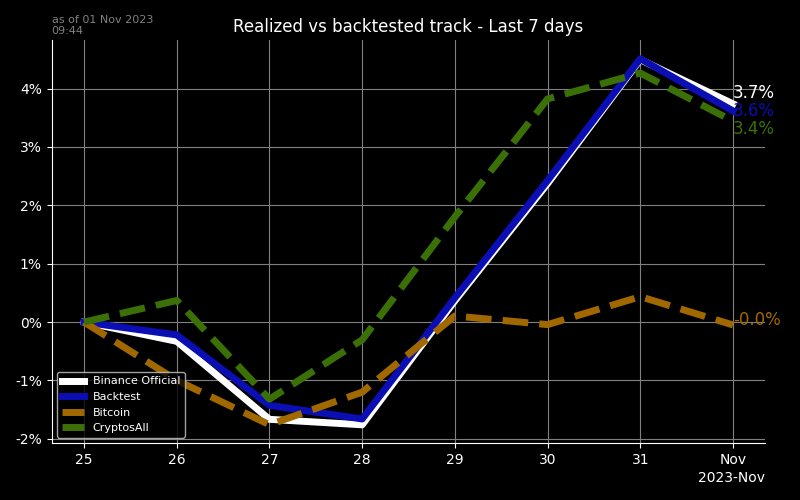 as of 01 Nov 2023
09:44
Realized vs backtested track - Last 7 days
4%
3%
2%
1%
0%
-1%
-2%
3.7%
3.6%
3.4%
-0.0%
Binance Official
Backtest
Bitcoin
CryptosAll
25 26 27 28 29 30 31 Nov
2023-Nov